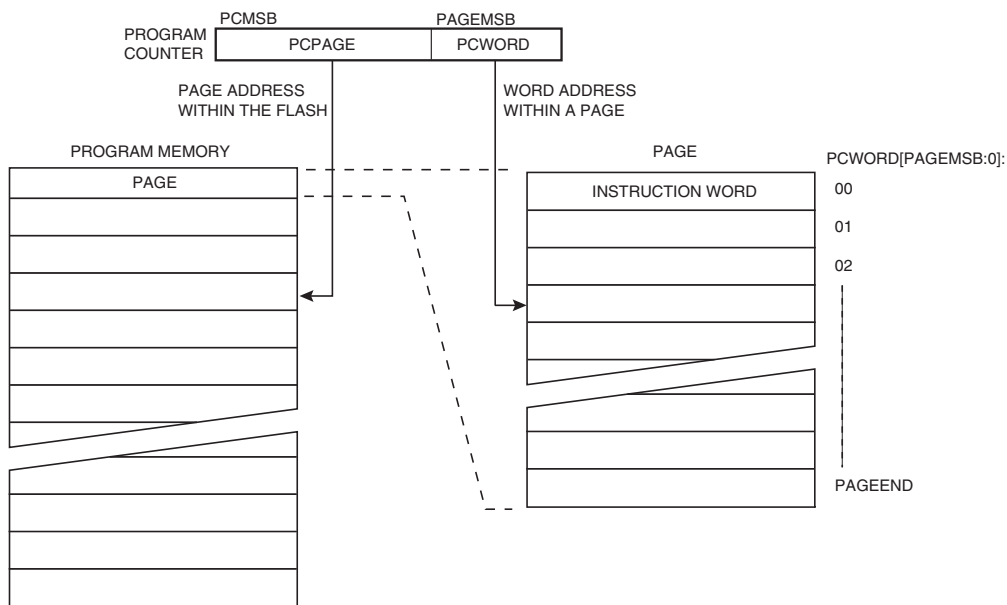 PCMSB
PAGEMSB
PROGRAM
COUNTER
PCPAGE
PCWORD
PAGE ADDRESS
WITHIN THE FLASH
WORD ADDRESS
WITHIN A PAGE
PROGRAM MEMORY
PAGE
PAGE
PCWORD[PAGEMSB:0]:
INSTRUCTION WORD
00
01
02
PAGEEND